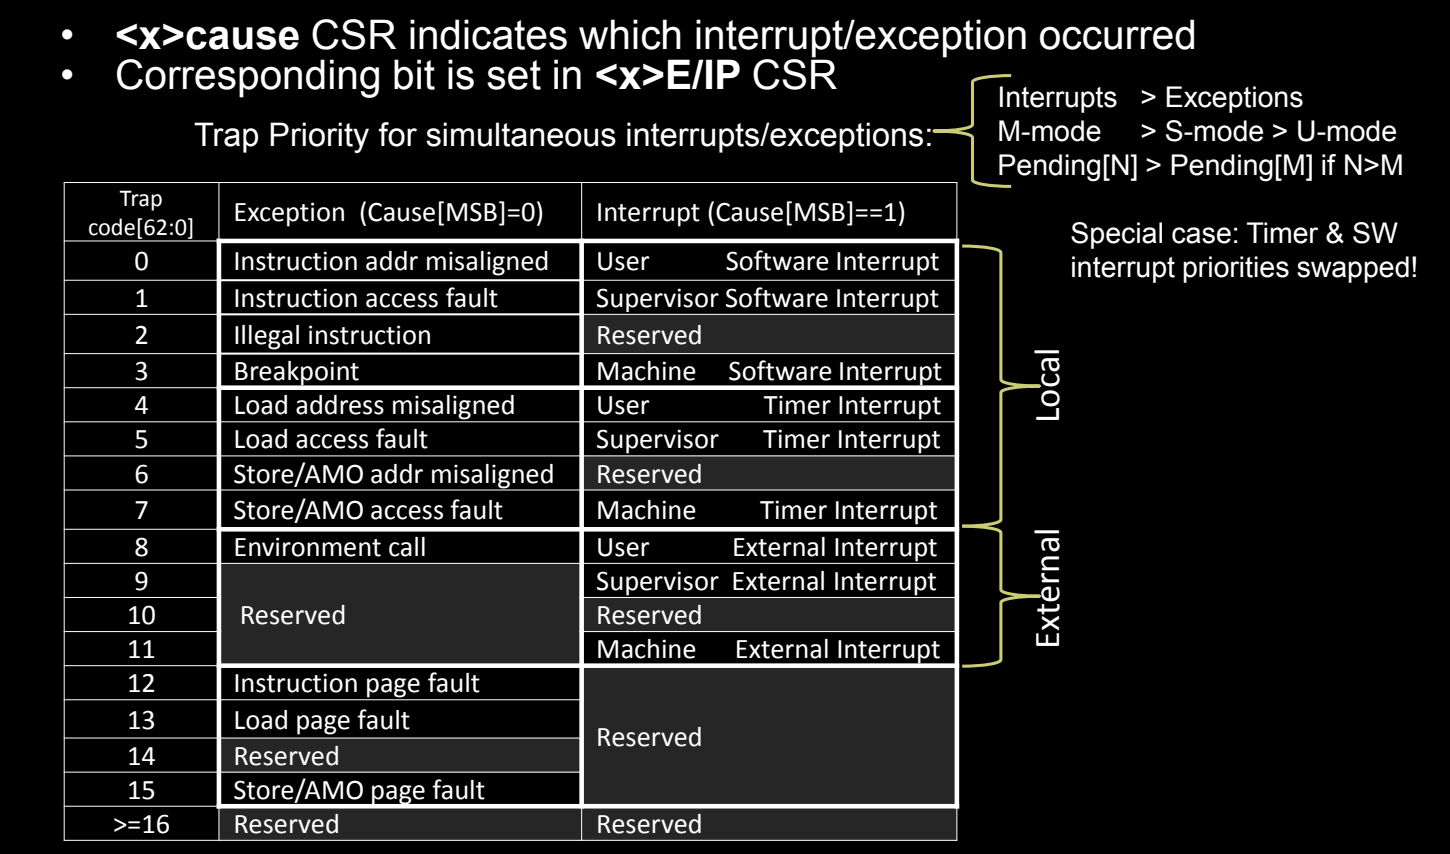 • <x>cause CSR indicates which interrupt/exception occurred
• Corresponding bit is set in <x>E/IP CSR
Trap Priority for simultaneous interrupts/exceptions:
Interrupts > Exceptions
M-mode > S-mode > U-mode
Pending[N] > Pending[M] if N>M
Special case: Timer & SW
interrupt priorities swapped!
Trap
code[62:0] Exception (Cause[MSB]=0) Interrupt (Cause[MSB]==1)
0 Instruction addr misaligned User Software Interrupt
1 Instruction access fault Supervisor Software Interrupt
2 Illegal instruction Reserved
3 Breakpoint Machine Software Interrupt
4 Load address misaligned User Timer Interrupt
5 Load access fault Supervisor Timer Interrupt
6 Store/AMO addr misaligned Reserved
7 Store/AMO access fault Machine Timer Interrupt
8 Environment call User External Interrupt
9 Supervisor External Interrupt
10 Reserved Reserved
11 Machine External Interrupt
12 Instruction page fault
13 Load page fault Reserved
14 Reserved
15 Store/AMO page fault
>=16 Reserved Reserved
Local
External